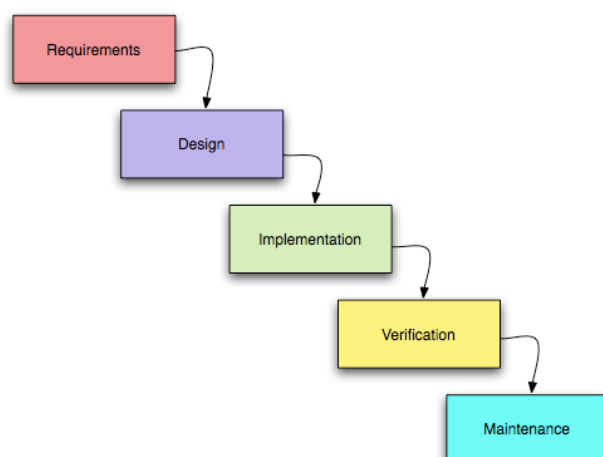 Requirements
Design
Implementation
Verification
Maintenance